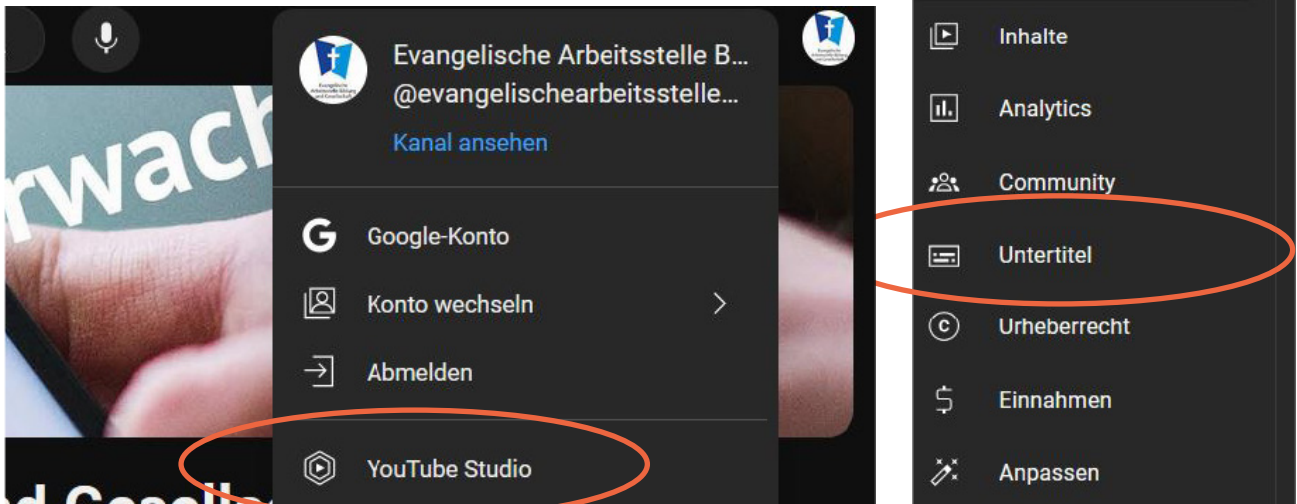 Evangelische Arbeitsstelle B...
@evangelischearbeitsstelle...
Kanal ansehen
Google-Konto
Konto wechseln
Abmelden
YouTube Studio
rwach
Inhalte
Analytics
Community
Untertitel
Urheberrecht
Einnahmen
Anpassen